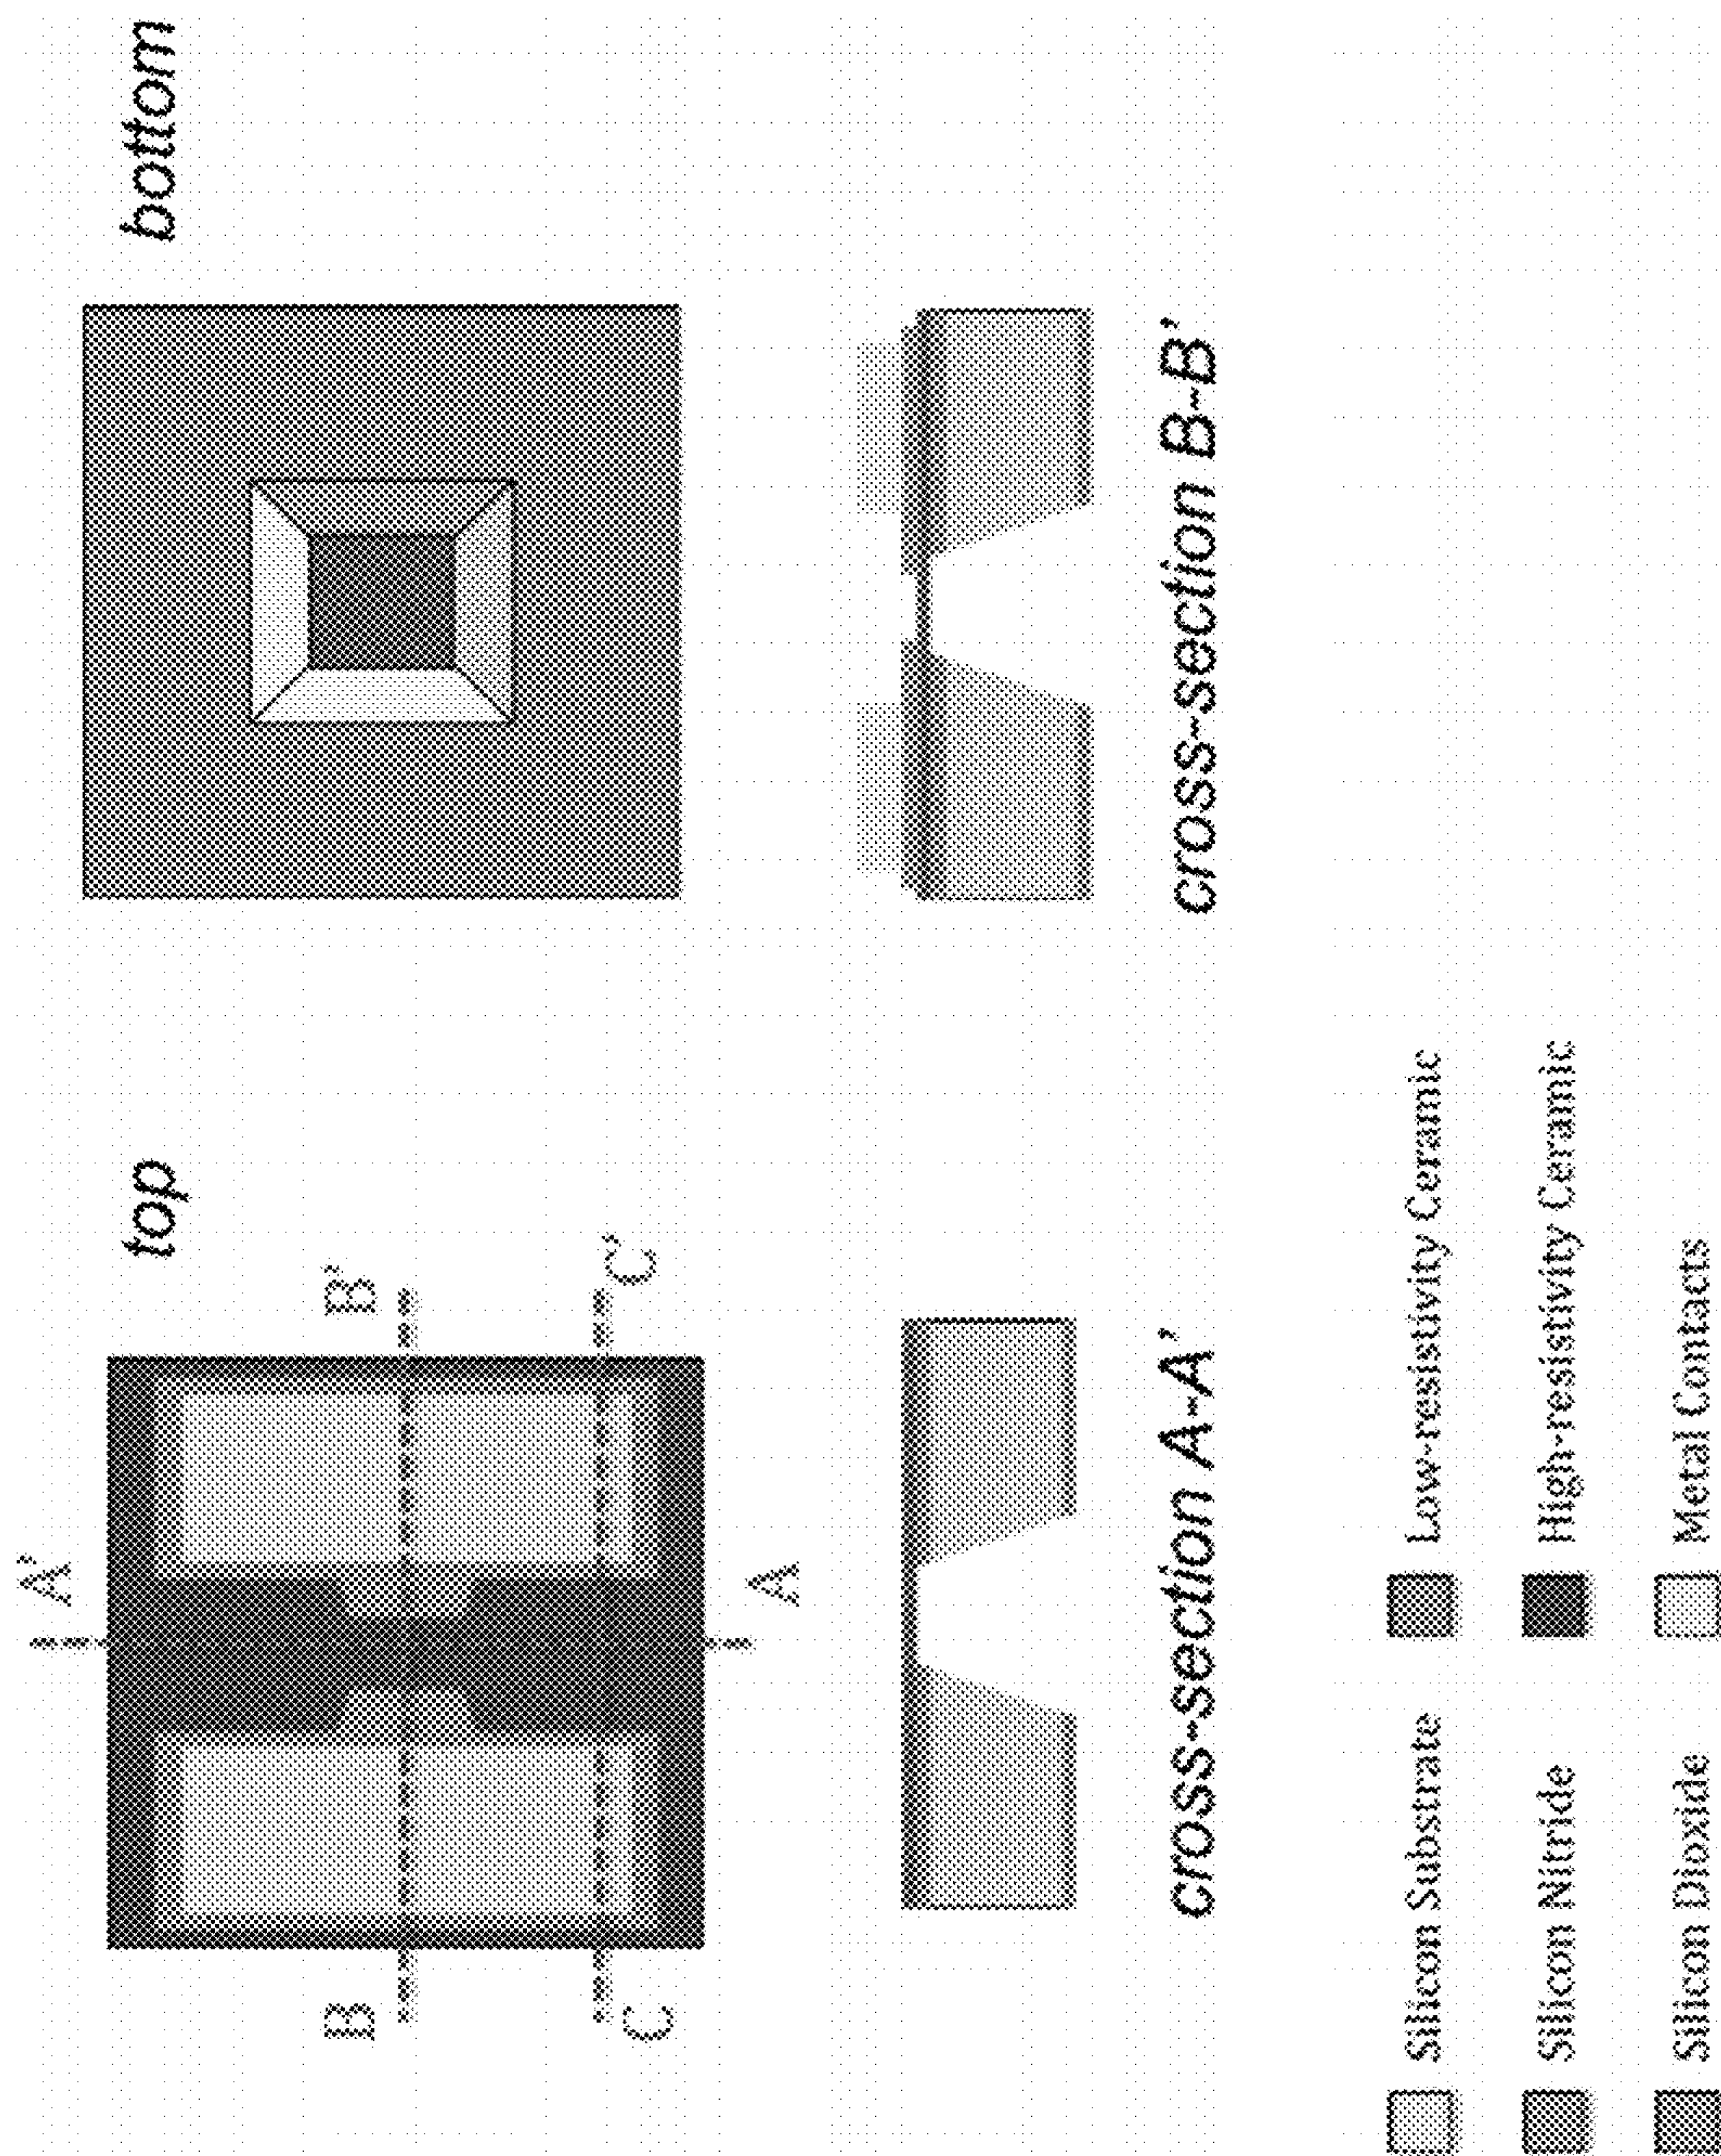 top
bottom
A'
B
B'
C
C'
A
cross-section A-A'
cross-section B-B'
Silicon Substrate
Low-resistivity Ceramic
Silicon Nitride
High-resistivity Ceramic
Silicon Dioxide
Metal Contacts